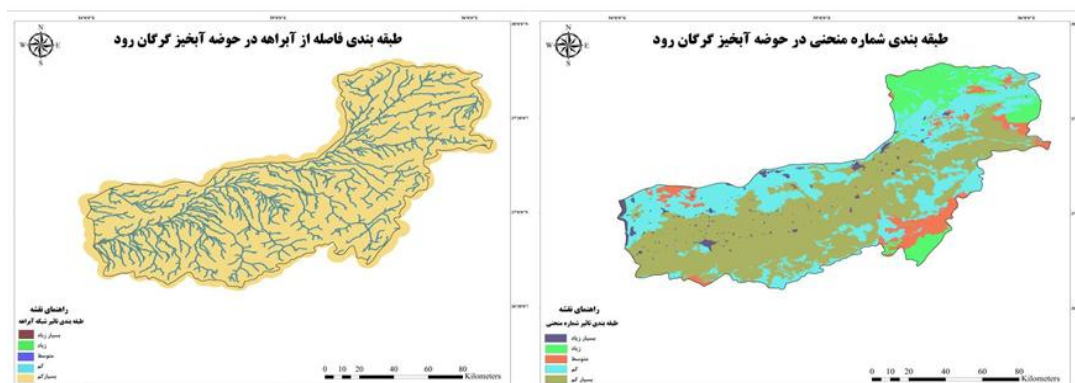 طبقه بندی فاصله از آبراهه در حوضه آبخیز گرگان رود
N
W E
S
راهنمای نقشه
طبقه بندی تاثیر شبکه آبراهه
بسیار زیاد
زیاد
متوسط
کم
بسیار کم
0 5 10 20 40 60 80
Kilometers
طبقه بندی شماره منحنی در حوضه آبخیز گرگان رود
N
W E
S
راهنمای نقشه
طبقه بندی تاثیر شماره منحنی
بسیار زیاد
زیاد
متوسط
کم
بسیار کم
0 5 10 20 40 60 80
Kilometers